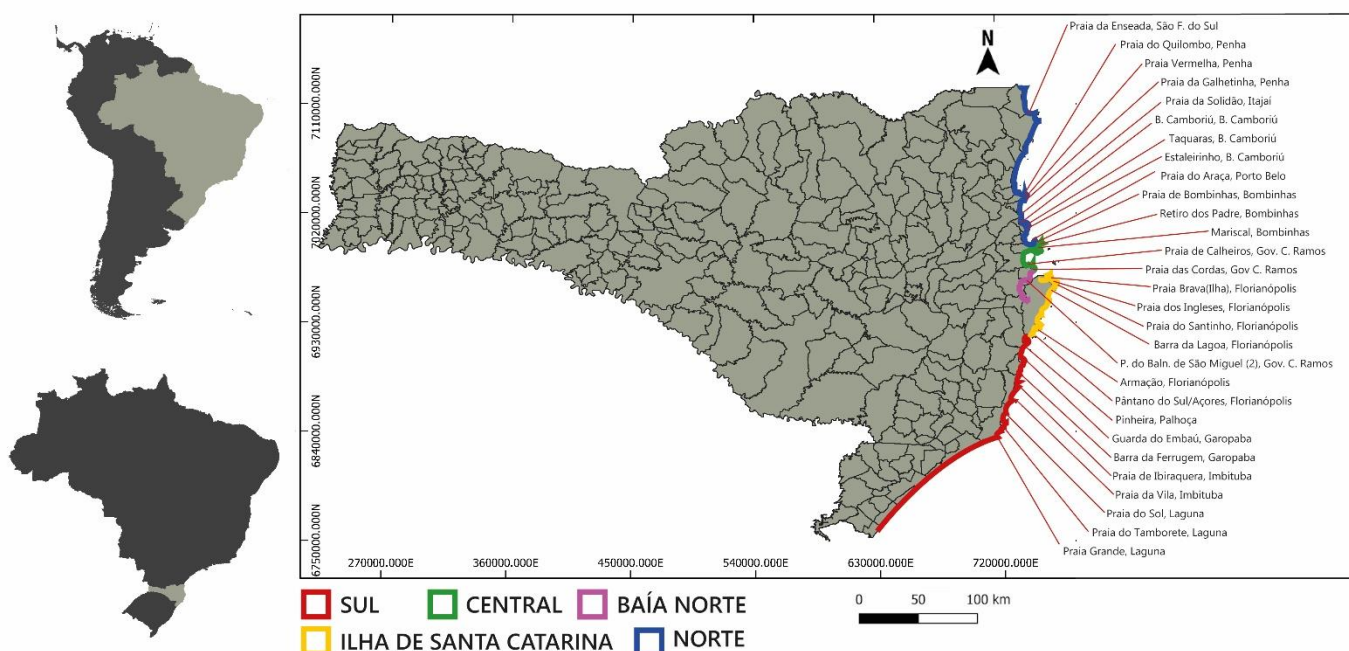 N
Praia da Enseada, São F. do Sul
Praia do Quilombo, Penha
Praia Vermelha, Penha
Praia da Galhetinha, Penha
Praia da Solidão, Itajaí
B. Camboriú, B. Camboriú
Taquaras, B. Camboriú
Estaleirinho, B. Camboriú
Praia do Araça, Porto Belo
Praia de Bombinhas, Bombinhas
Retiro dos Padre, Bombinhas
Mariscal, Bombinhas
Praia de Calheiros, Gov. C. Ramos
Praia das Cordas, Gov C. Ramos
Praia Brava(Ilha), Florianópolis
Praia dos Ingleses, Florianópolis
Praia do Santinho, Florianópolis
Barra da Lagoa, Florianópolis
P. do Baln. de São Miguel (2), Gov. C. Ramos
Armação, Florianópolis
Pântano do Sul/Açores, Florianópolis
Pinheira, Palhoça
Guarda do Embaú, Garopaba
Barra da Ferrugem, Garopaba
Praia de Ibiraquera, Imbituba
Praia da Vila, Imbituba
Praia do Sol, Laguna
Praia do Tamborete, Laguna
Praia Grande, Laguna
7110000.000N
7020000.000N
6930000.000N
6840000.000N
6750000.000N
270000.000E
360000.000E
450000.000E
540000.000E
630000.000E
720000.000E
SUL
CENTRAL
BAÍA NORTE
ILHA DE SANTA CATARINA
NORTE
0 50 100 km